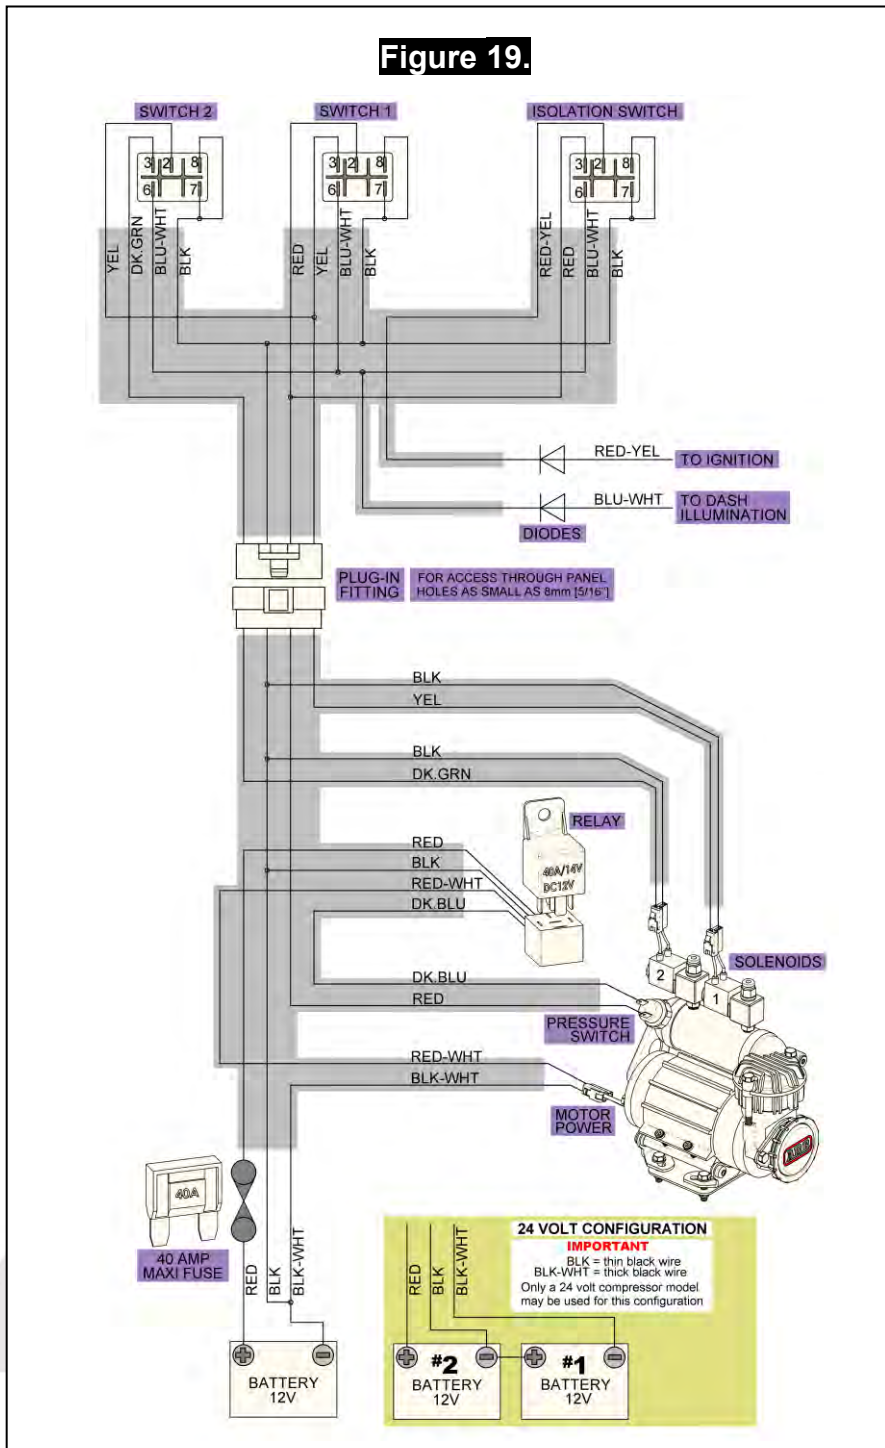 Figure 19.
SWITCH 2
SWITCH 1
ISOLATION SWITCH
3 2 8
6 7
3 2 8
6 7
3 2 8
6 7
YEL
DK.GRN
BLU-WHT
BLK
RED
YEL
BLU-WHT
BLK
RED-YEL
RED
BLU-WHT
BLK
RED-YEL
TO IGNITION
BLU-WHT
TO DASH
ILLUMINATION
DIODES
PLUG-IN
FITTING
FOR ACCESS THROUGH PANEL
HOLES AS SMALL AS 8mm [5/16"]
BLK
YEL
BLK
DK.GRN
RELAY
40A/14V
DC12V
RED
BLK
RED-WHT
DK.BLU
SOLENOIDS
2
1
DK.BLU
RED
PRESSURE
SWITCH
RED-WHT
BLK-WHT
MOTOR
POWER
40A
40 AMP
MAXI FUSE
RED
BLK
BLK-WHT
BATTERY
12V
24 VOLT CONFIGURATION
IMPORTANT
BLK = thin black wire
BLK-WHT = thick black wire
Only a 24 volt compressor model
may be used for this configuration
RED
BLK
BLK-WHT
#2
BATTERY
12V
#1
BATTERY
12V